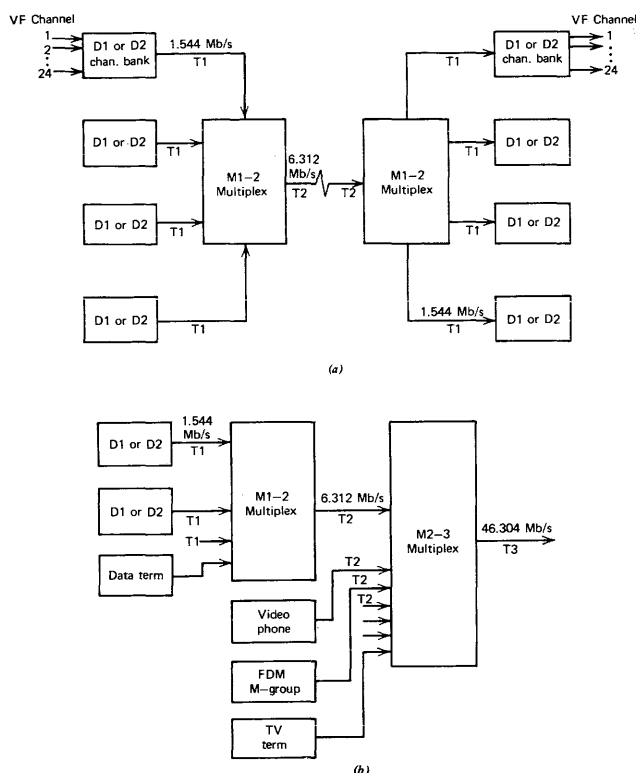 VF Channel
1
2
24
D1 or D2
chan. bank
1.544 Mb/s
T1
D1 or D2
T1
D1 or D2
T1
D1 or D2
T1
M1–2
Multiplex
6.312
Mb/s
T2
T2
M1–2
Multiplex
T1
D1 or D2
chan. bank
VF Channel
1
24
T1
D1 or D2
T1
D1 or D2
1.544 Mb/s
T1
D1 or D2
(a)
D1 or D2
1.544
Mb/s
T1
D1 or D2
T1
T1
Data term
M1–2
Multiplex
6.312 Mb/s
T2
T2
T2
T2
Video
phone
FDM
M–group
TV
term
M2–3
Multiplex
46.304 Mb/s
T3
(b)